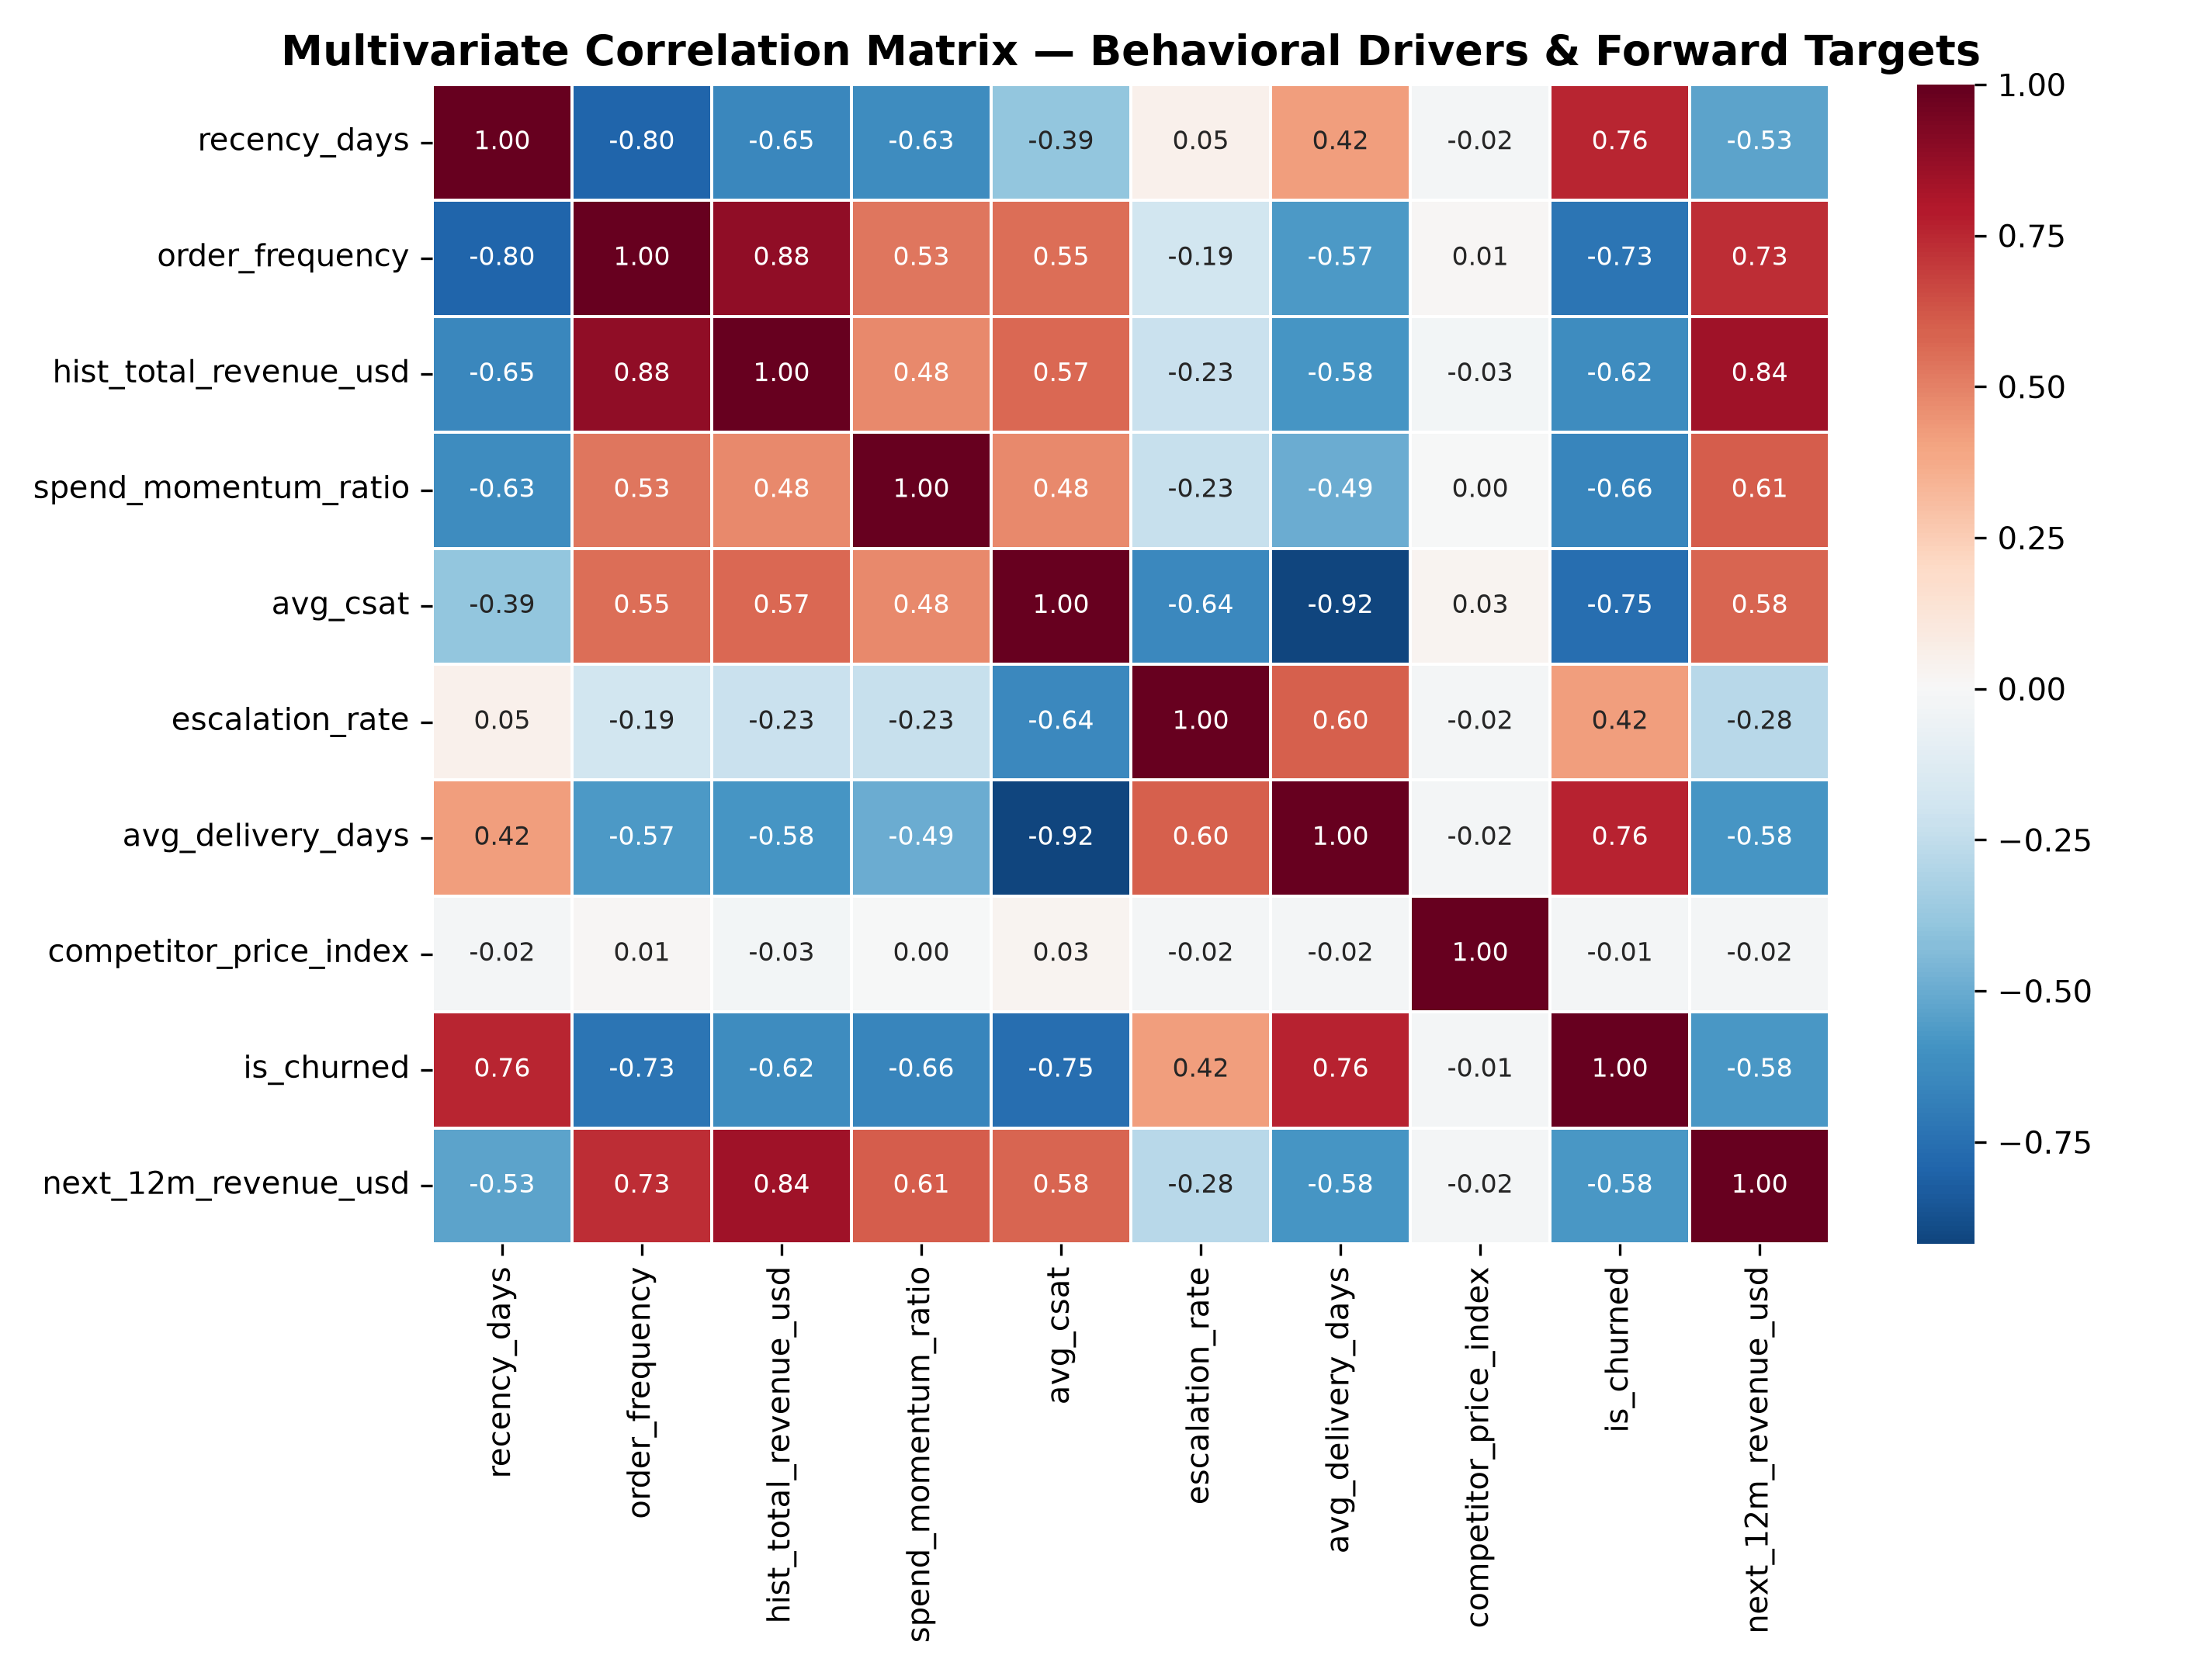 Multivariate Correlation Matrix — Behavioral Drivers & Forward Targets
recency_days 1.00 -0.80 -0.65 -0.63 -0.39 0.05 0.42 -0.02 0.76 -0.53
order_frequency -0.80 1.00 0.88 0.53 0.55 -0.19 -0.57 0.01 -0.73 0.73
hist_total_revenue_usd -0.65 0.88 1.00 0.48 0.57 -0.23 -0.58 -0.03 -0.62 0.84
spend_momentum_ratio -0.63 0.53 0.48 1.00 0.48 -0.23 -0.49 0.00 -0.66 0.61
avg_csat -0.39 0.55 0.57 0.48 1.00 -0.64 -0.92 0.03 -0.75 0.58
escalation_rate 0.05 -0.19 -0.23 -0.23 -0.64 1.00 0.60 -0.02 0.42 -0.28
avg_delivery_days 0.42 -0.57 -0.58 -0.49 -0.92 0.60 1.00 -0.02 0.76 -0.58
competitor_price_index -0.02 0.01 -0.03 0.00 0.03 -0.02 -0.02 1.00 -0.01 -0.02
is_churned 0.76 -0.73 -0.62 -0.66 -0.75 0.42 0.76 -0.01 1.00 -0.58
next_12m_revenue_usd -0.53 0.73 0.84 0.61 0.58 -0.28 -0.58 -0.02 -0.58 1.00
recency_days
order_frequency
hist_total_revenue_usd
spend_momentum_ratio
avg_csat
escalation_rate
avg_delivery_days
competitor_price_index
is_churned
next_12m_revenue_usd
1.00
0.75
0.50
0.25
0.00
−0.25
−0.50
−0.75